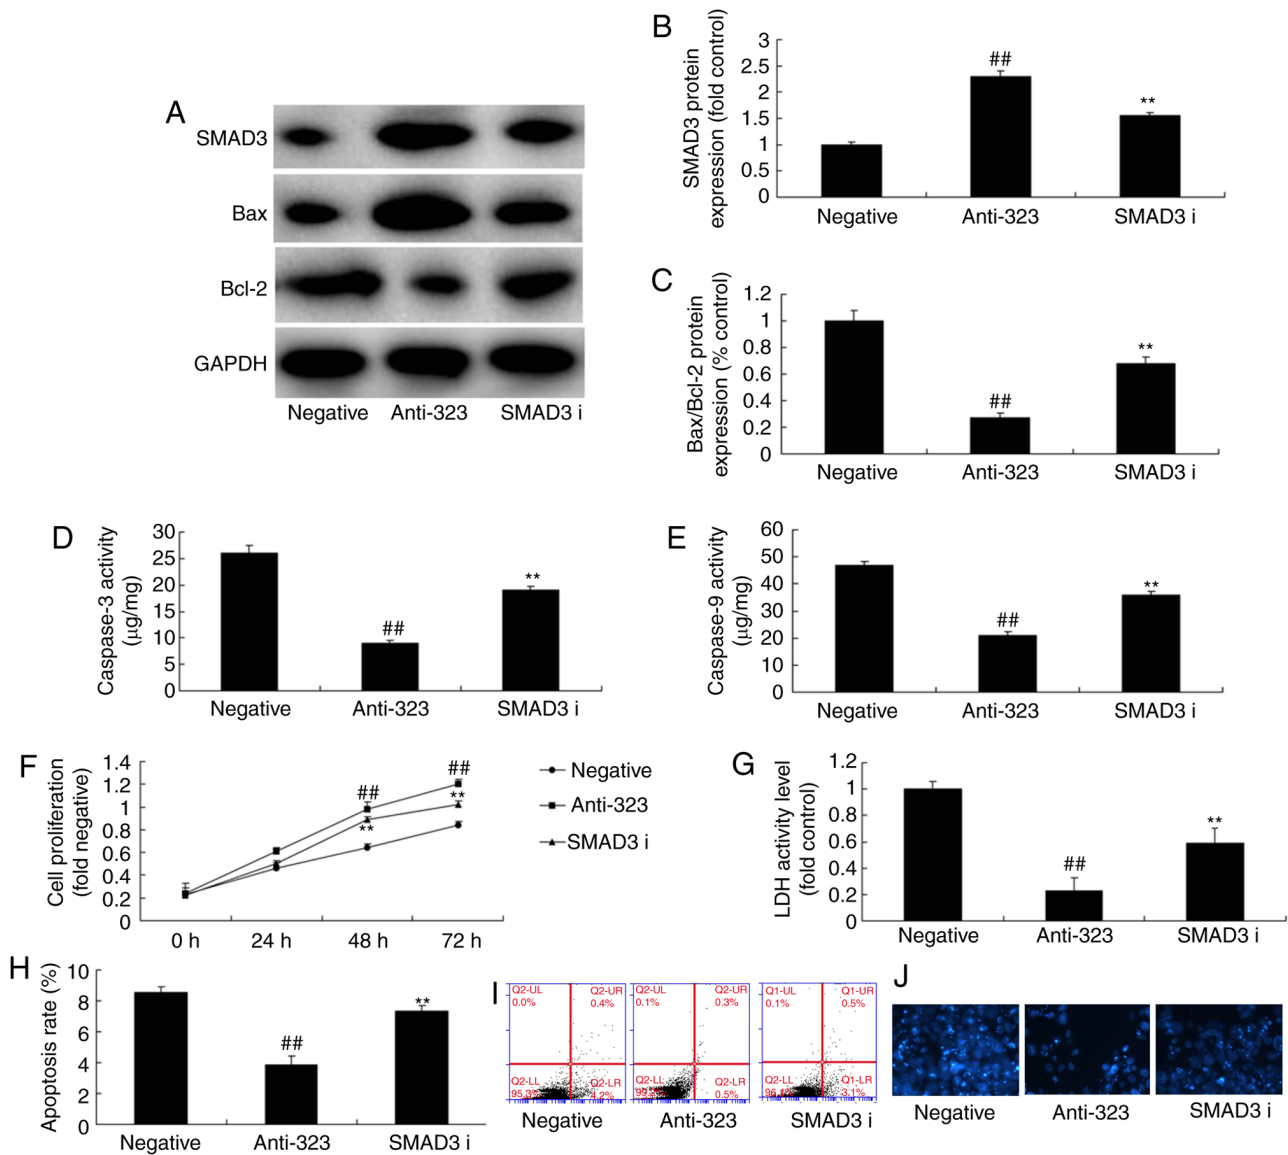 A
SMAD3
Bax
Bcl-2
GAPDH
Negative Anti-323 SMAD3 i
B
SMAD3 protein
expression (fold control)
3
2.5
2
1.5
1
0.5
0
##
**
Negative Anti-323 SMAD3 i
C
Bax/Bcl-2 protein
expression (% control)
1.2
1
0.8
0.6
0.4
0.2
0
##
**
Negative Anti-323 SMAD3 i
D
Caspase-3 activity
(µg/mg)
30
25
20
15
10
5
0
##
**
Negative Anti-323 SMAD3 i
E
Caspase-9 activity
(µg/mg)
60
50
40
30
20
10
0
##
**
Negative Anti-323 SMAD3 i
F
Cell proliferation
(fold negative)
1.4
1.2
1
0.8
0.6
0.4
0.2
0
##
**
##
**
0 h 24 h 48 h 72 h
Negative
Anti-323
SMAD3 i
G
LDH activity level
(fold control)
1.2
1
0.8
0.6
0.4
0.2
0
##
**
Negative Anti-323 SMAD3 i
H
Apoptosis rate (%)
10
8
6
4
2
0
##
**
Negative Anti-323 SMAD3 i
I
Q2-UL Q2-UR
0.0% 0.4%
Q2-LL Q2-LR
4.2%
Negative
Q2-UL Q2-UR
0.1% 0.3%
Q2-LL Q2-LR
0.5%
Anti-323
Q1-UL Q1-UR
0.1% 0.5%
Q1-LR
3.1%
SMAD3 i
J
Negative Anti-323 SMAD3 i